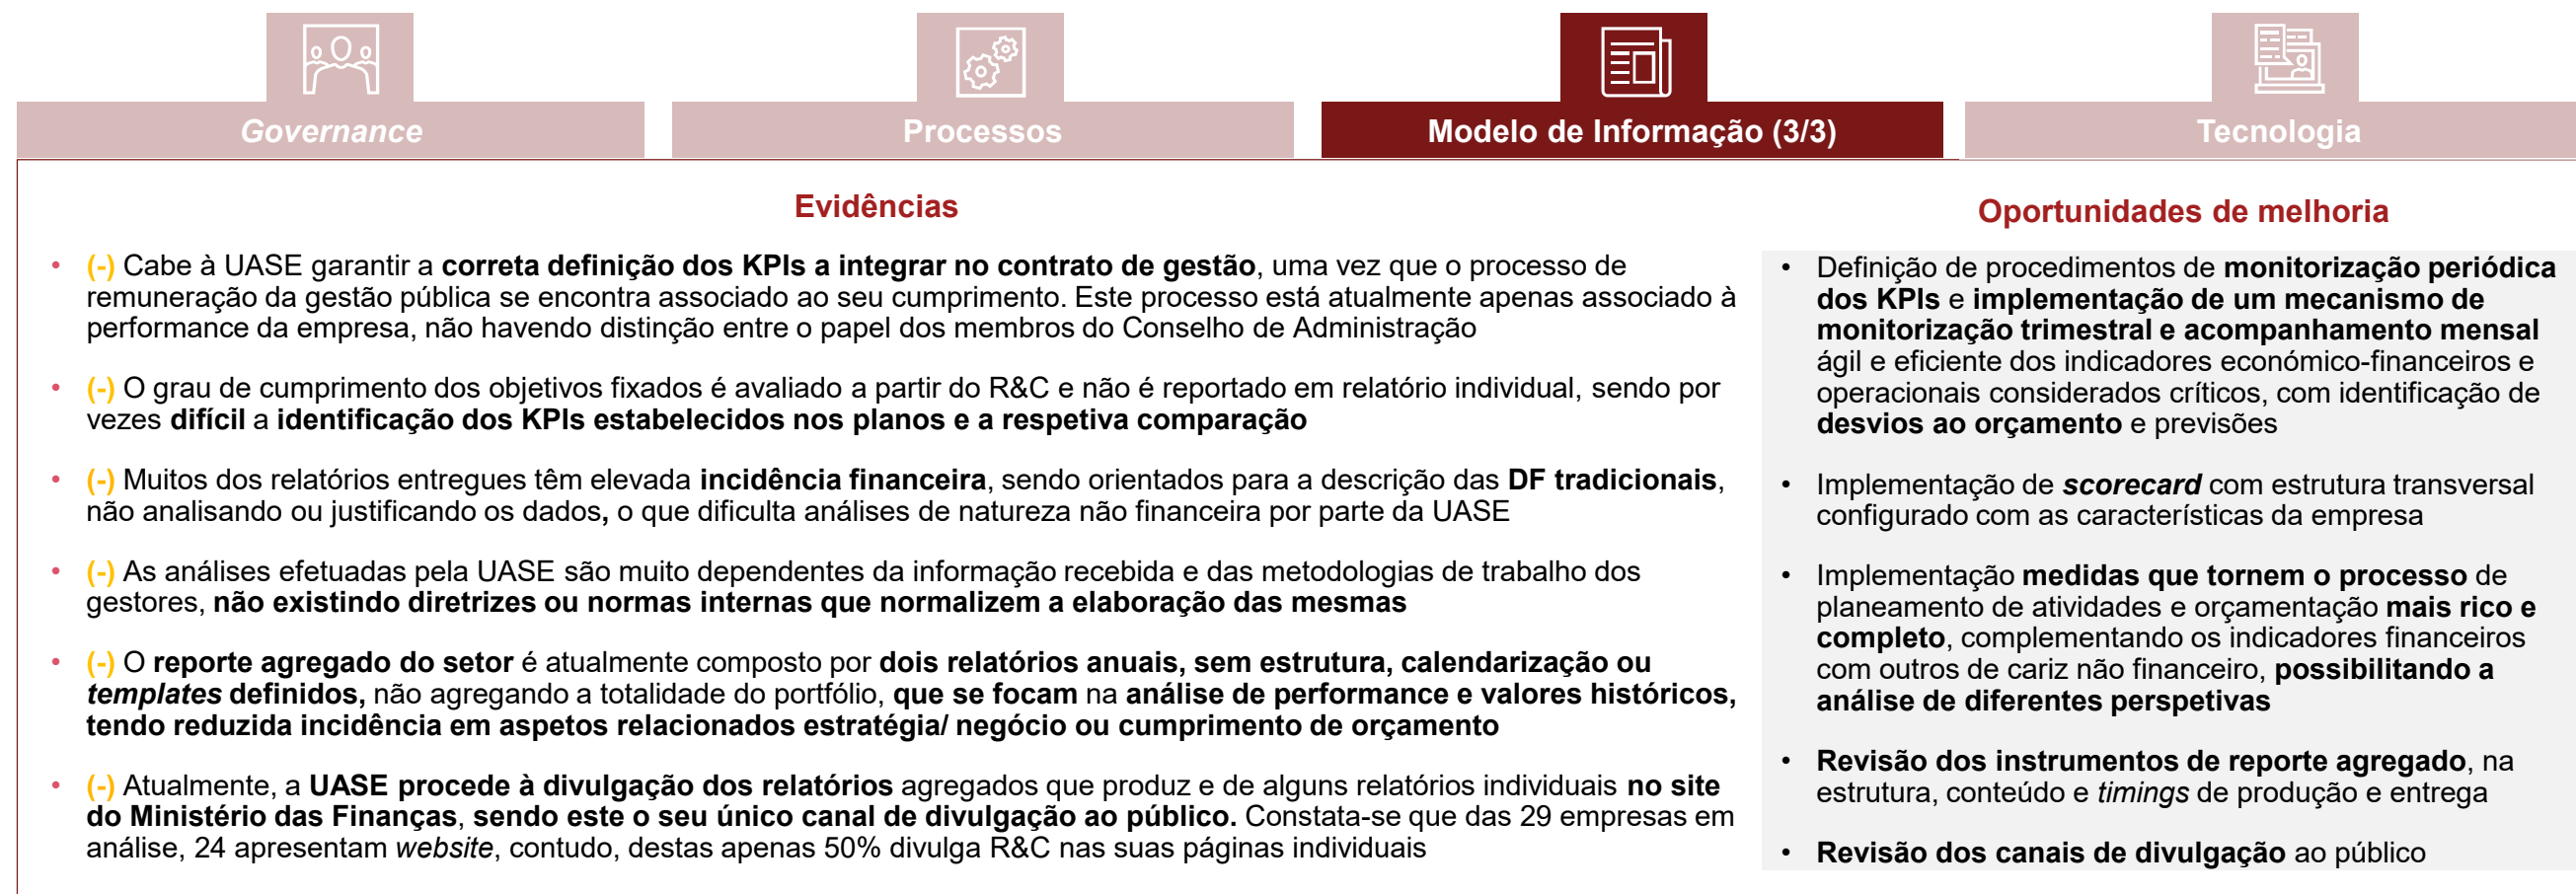 Governance
Processos
Modelo de Informação (3/3)
Tecnologia
Evidências
• (-) Cabe à UASE garantir a correta definição dos KPIs a integrar no contrato de gestão, uma vez que o processo de
remuneração da gestão pública se encontra associado ao seu cumprimento. Este processo está atualmente apenas associado à
performance da empresa, não havendo distinção entre o papel dos membros do Conselho de Administração
• (-) O grau de cumprimento dos objetivos fixados é avaliado a partir do R&C e não é reportado em relatório individual, sendo por
vezes difícil a identificação dos KPIs estabelecidos nos planos e a respetiva comparação
• (-) Muitos dos relatórios entregues têm elevada incidência financeira, sendo orientados para a descrição das DF tradicionais,
não analisando ou justificando os dados, o que dificulta análises de natureza não financeira por parte da UASE
• (-) As análises efetuadas pela UASE são muito dependentes da informação recebida e das metodologias de trabalho dos
gestores, não existindo diretrizes ou normas internas que normalizem a elaboração das mesmas
• (-) O reporte agregado do setor é atualmente composto por dois relatórios anuais, sem estrutura, calendarização ou
templates definidos, não agregando a totalidade do portfólio, que se focam na análise de performance e valores históricos,
tendo reduzida incidência em aspetos relacionados estratégia/ negócio ou cumprimento de orçamento
• (-) Atualmente, a UASE procede à divulgação dos relatórios agregados que produz e de alguns relatórios individuais no site
do Ministério das Finanças, sendo este o seu único canal de divulgação ao público. Constata-se que das 29 empresas em
análise, 24 apresentam website, contudo, destas apenas 50% divulga R&C nas suas páginas individuais
Oportunidades de melhoria
• Definição de procedimentos de monitorização periódica
dos KPIs e implementação de um mecanismo de
monitorização trimestral e acompanhamento mensal
ágil e eficiente dos indicadores económico-financeiros e
operacionais considerados críticos, com identificação de
desvios ao orçamento e previsões
• Implementação de scorecard com estrutura transversal
configurado com as características da empresa
• Implementação medidas que tornem o processo de
planeamento de atividades e orçamentação mais rico e
completo, complementando os indicadores financeiros
com outros de cariz não financeiro, possibilitando a
análise de diferentes perspetivas
• Revisão dos instrumentos de reporte agregado, na
estrutura, conteúdo e timings de produção e entrega
• Revisão dos canais de divulgação ao público